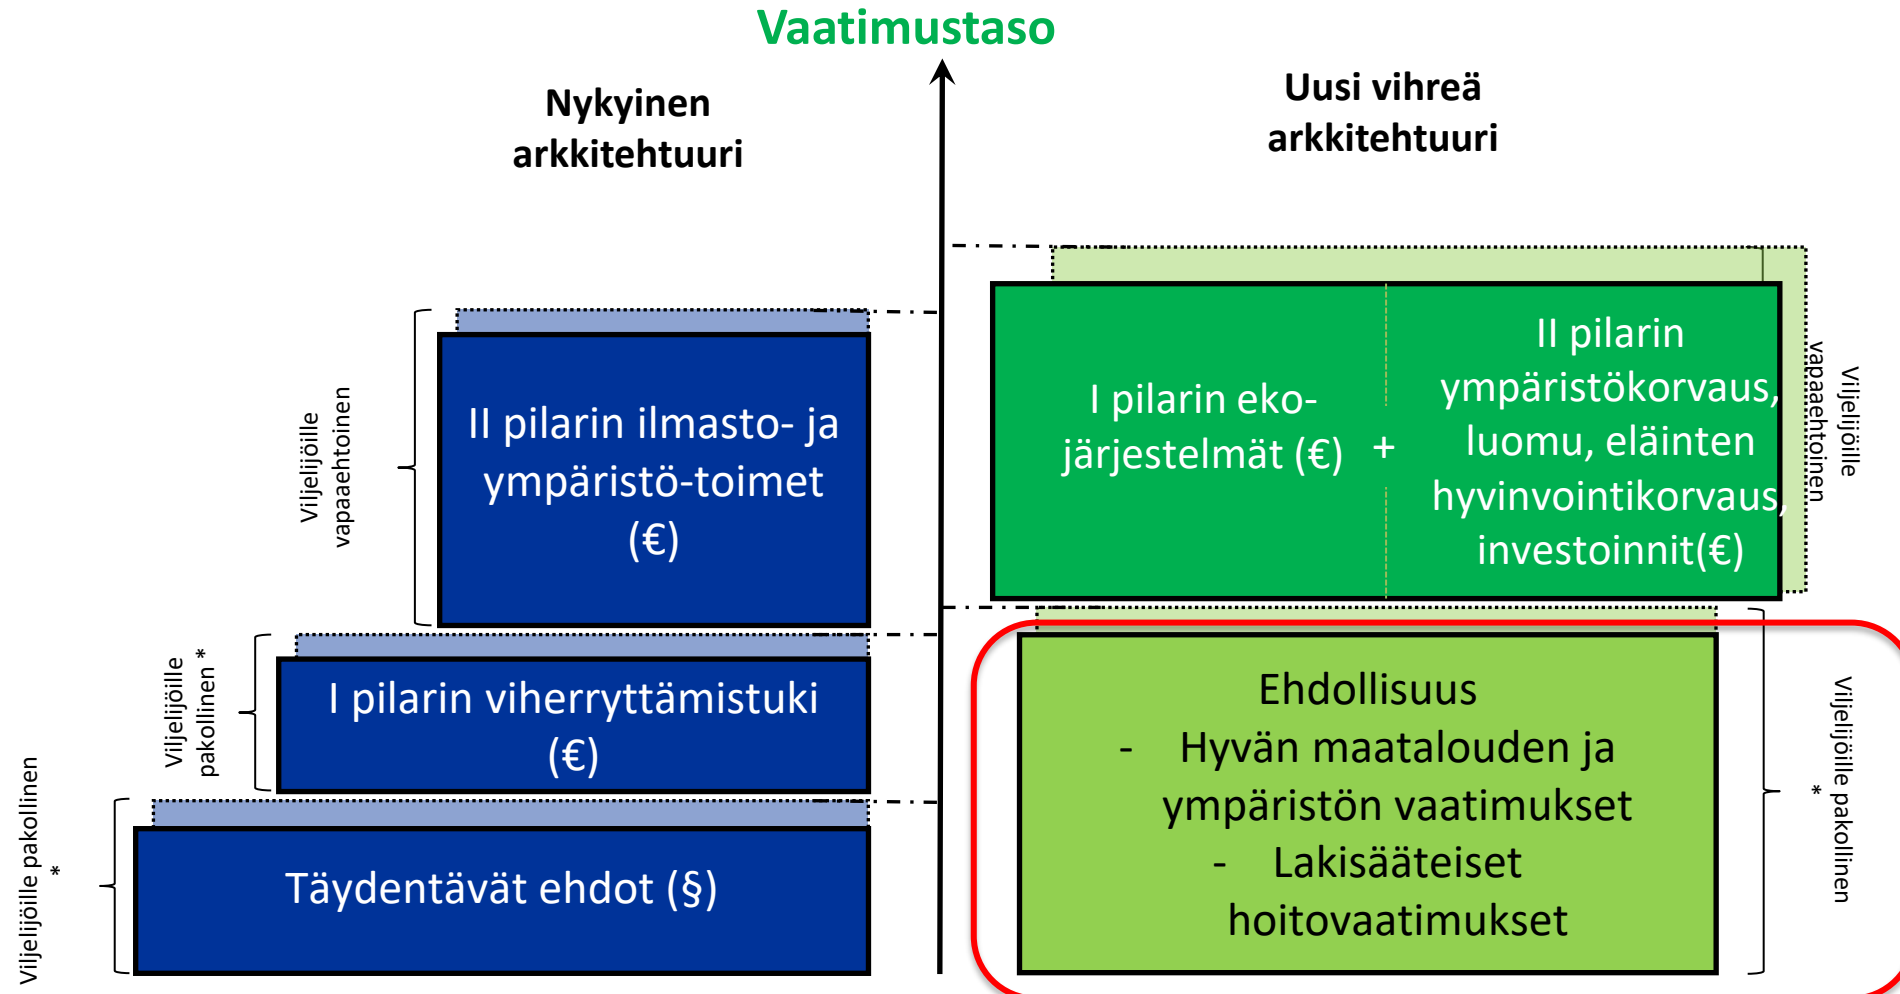 Vaatimustaso
Nykyinen
arkkitehtuuri
Uusi vihreä
arkkitehtuuri
Viljelijöille
vapaaehtoinen
II pilarin ilmasto- ja
ympäristö-toimet
(€)
Viljelijöille
pakollinen *
I pilarin viherryttämistuki
(€)
Viljelijöille pakollinen
*
Täydentävät ehdot (§)
I pilarin eko-
järjestelmät (€)
+
II pilarin
ympäristökorvaus,
luomu, eläinten
hyvinvointikorvaus,
investoinnit(€)
Viljelijöille
vapaaehtoinen
Ehdollisuus
- Hyvän maatalouden ja
ympäristön vaatimukset
- Lakisääteiset
hoitovaatimukset
Viljelijöille pakollinen
*